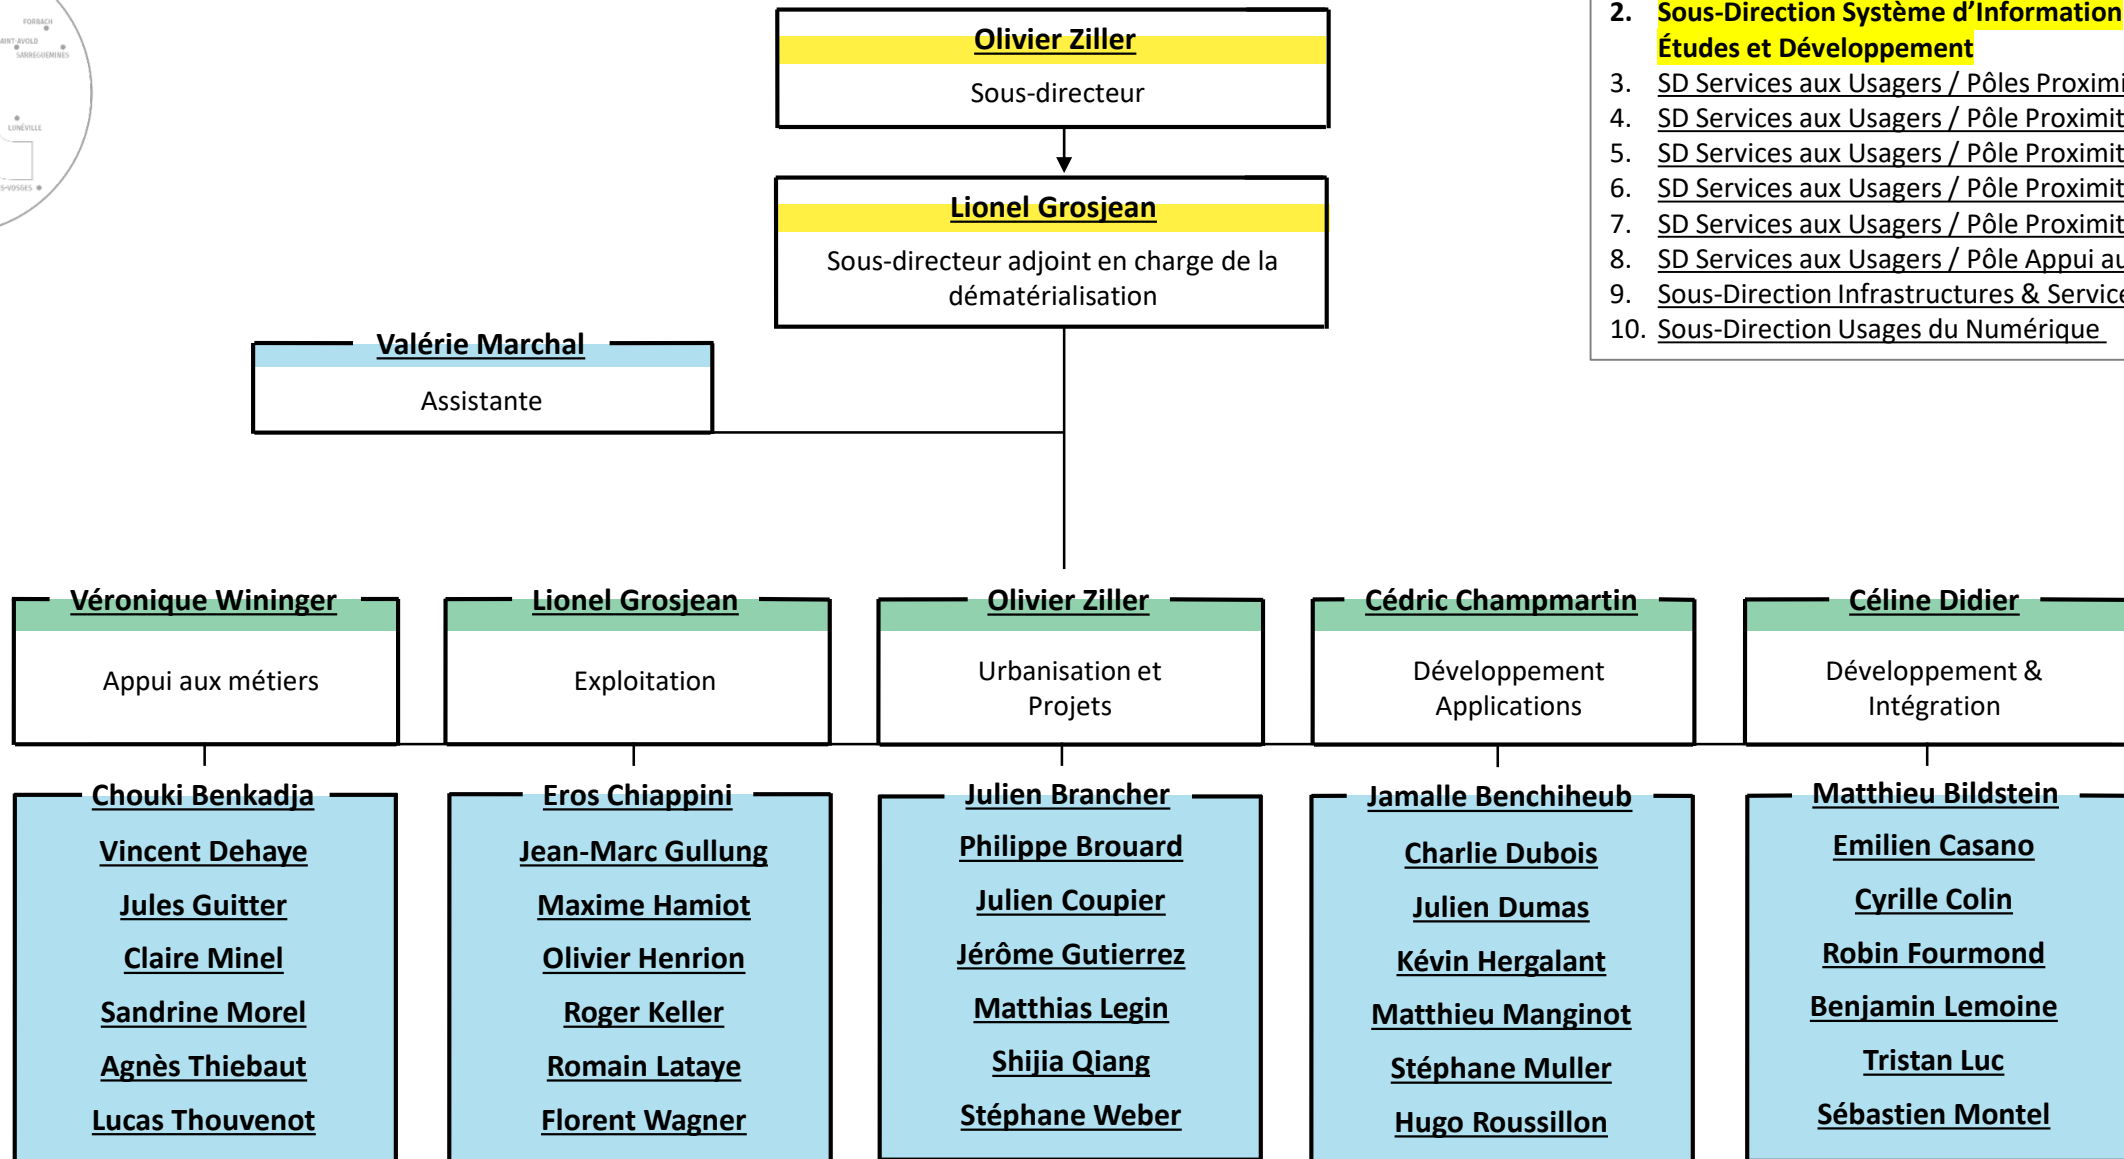 FORBACH
SARREGUEMINES
LUNÉVILLE
Olivier Ziller
Sous-directeur
Lionel Grosjean
Sous-directeur adjoint en charge de la
dématérialisation
Valérie Marchal
Assistante
2. Sous-Direction Système d’Information
Études et Développement
3. SD Services aux Usagers / Pôles Proximi
4. SD Services aux Usagers / Pôle Proximit
5. SD Services aux Usagers / Pôle Proximit
6. SD Services aux Usagers / Pôle Proximit
7. SD Services aux Usagers / Pôle Proximit
8. SD Services aux Usagers / Pôle Appui au
9. Sous-Direction Infrastructures & Service
10. Sous-Direction Usages du Numérique
Véronique Wininger
Appui aux métiers
Lionel Grosjean
Exploitation
Olivier Ziller
Urbanisation et
Projets
Cédric Champmartin
Développement
Applications
Céline Didier
Développement &
Intégration
Chouki Benkadja
Vincent Dehaye
Jules Guitter
Claire Minel
Sandrine Morel
Agnès Thiebaut
Lucas Thouvenot
Eros Chiappini
Jean-Marc Gullung
Maxime Hamiot
Olivier Henrion
Roger Keller
Romain Lataye
Florent Wagner
Julien Brancher
Philippe Brouard
Julien Coupier
Jérôme Gutierrez
Matthias Legin
Shijia Qiang
Stéphane Weber
Jamalle Benchiheub
Charlie Dubois
Julien Dumas
Kévin Hergalant
Matthieu Manginot
Stéphane Muller
Hugo Roussillon
Matthieu Bildstein
Emilien Casano
Cyrille Colin
Robin Fourmond
Benjamin Lemoine
Tristan Luc
Sébastien Montel